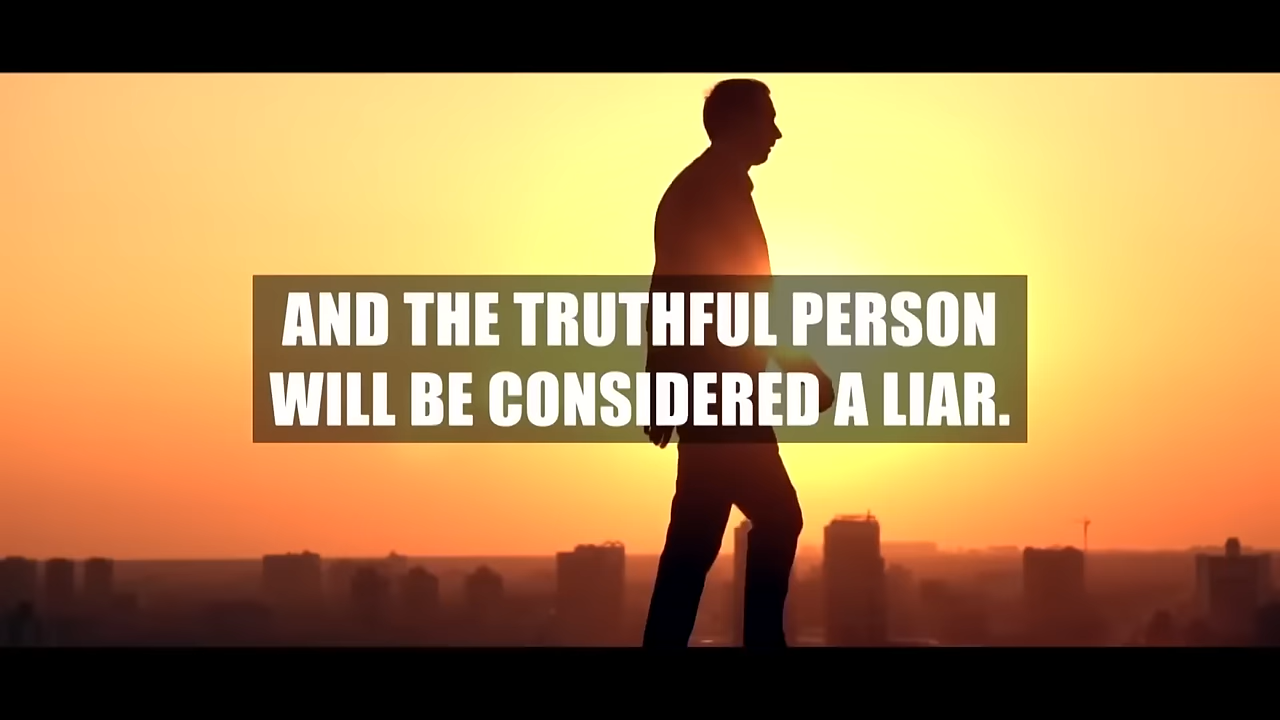 AND THE TRUTHFUL PERSON
WILL BE CONSIDERED A LIAR.